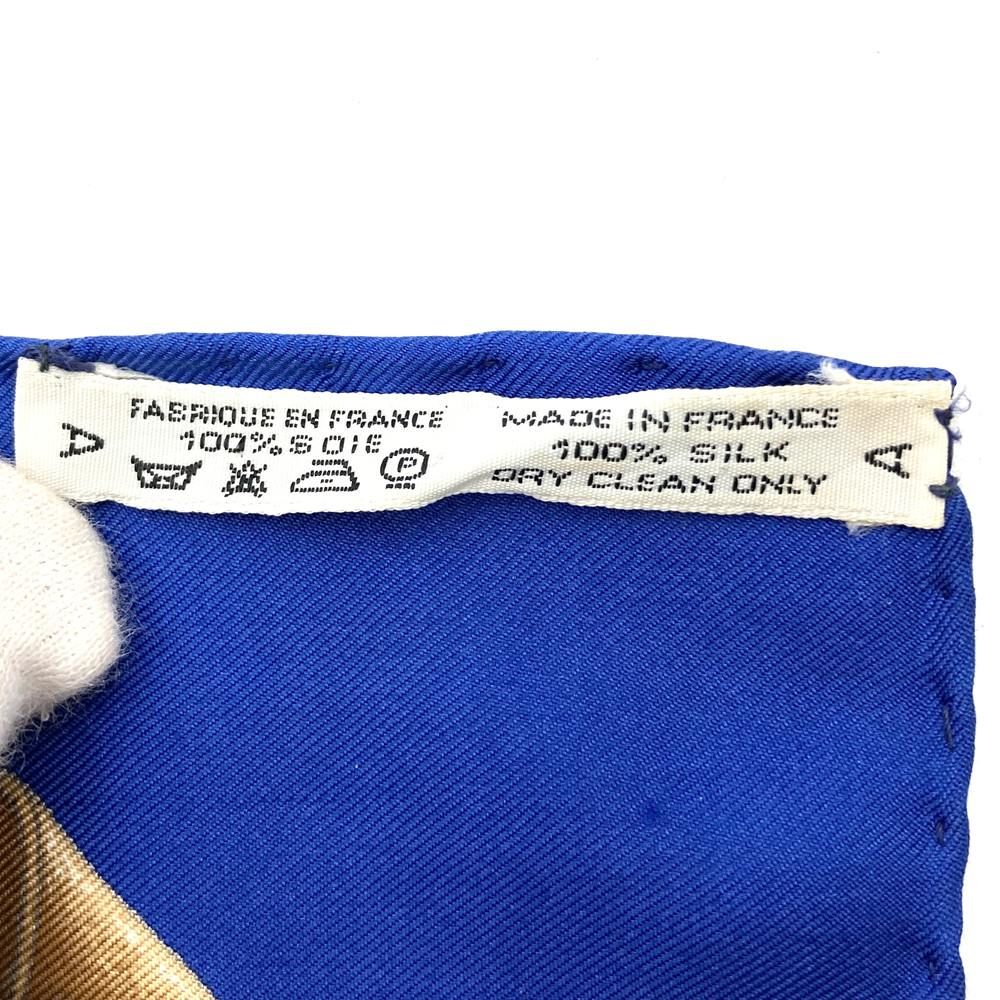 A
FABRIQUE EN FRANCE
100% SOIE
P
MADE IN FRANCE
100% SILK
DRY CLEAN ONLY
A